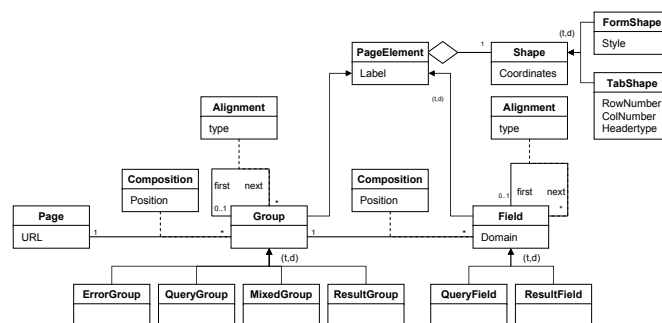 FormShape
Style
(t,d)
PageElement
Label
1
Shape
Coordinates
TabShape
RowNumber
ColNumber
Headertype
(t,d)
Alignment
type
Alignment
type
Composition
Position
first next
0..1
*
Composition
Position
first next
0..1
*
Page
URL
1
*
Group
1
*
Field
Domain
(t,d)
(t,d)
ErrorGroup
QueryGroup
MixedGroup
ResultGroup
QueryField
ResultField